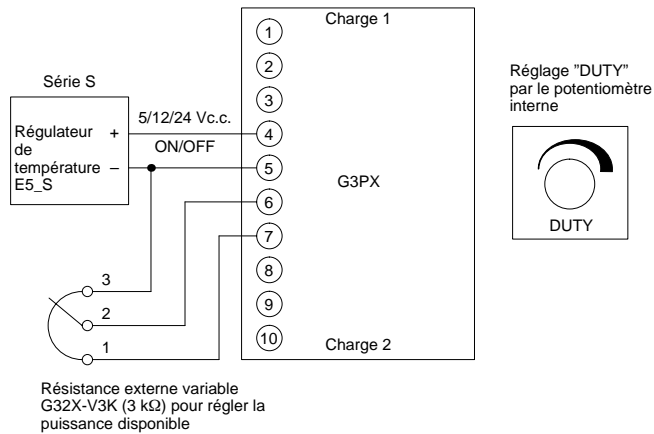 Charge 1
1
2
3
4
5
6
7
8
9
10
G3PX
Charge 2
Série S
Régulateur +
de
température –
E5_S
5/12/24 Vc.c.
ON/OFF
3
2
1
Résistance externe variable
G32X-V3K (3 kΩ) pour régler la
puissance disponible
Réglage "DUTY"
par le potentiomètre
interne
DUTY